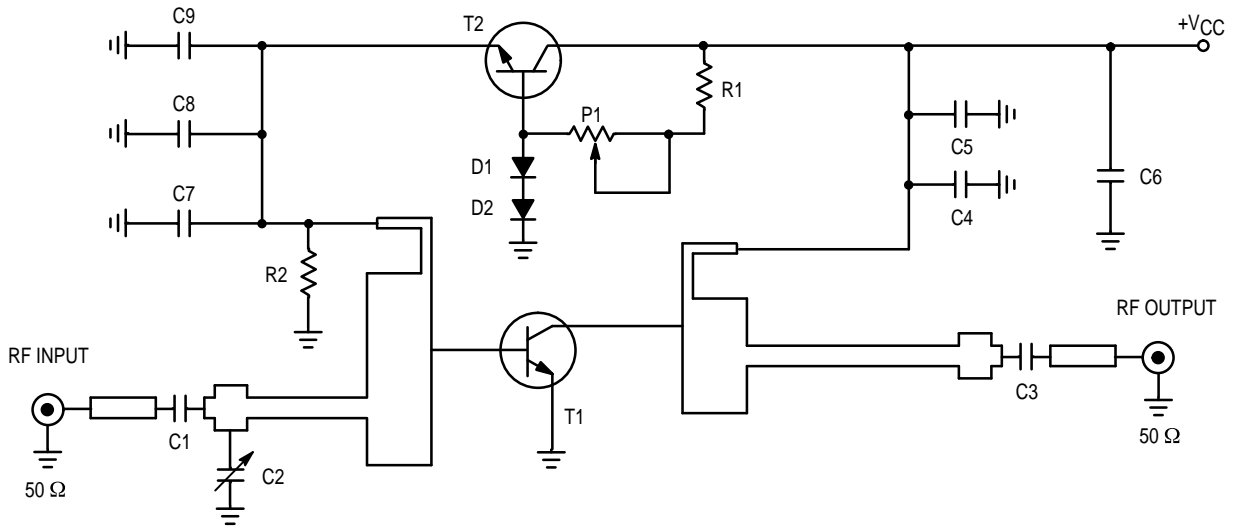 C9
T2
+VCC
C8
R1
P1
C5
D1
C7
C4
C6
D2
R2
RF INPUT
RF OUTPUT
C1
T1
C3
C2
50 Ω
50 Ω